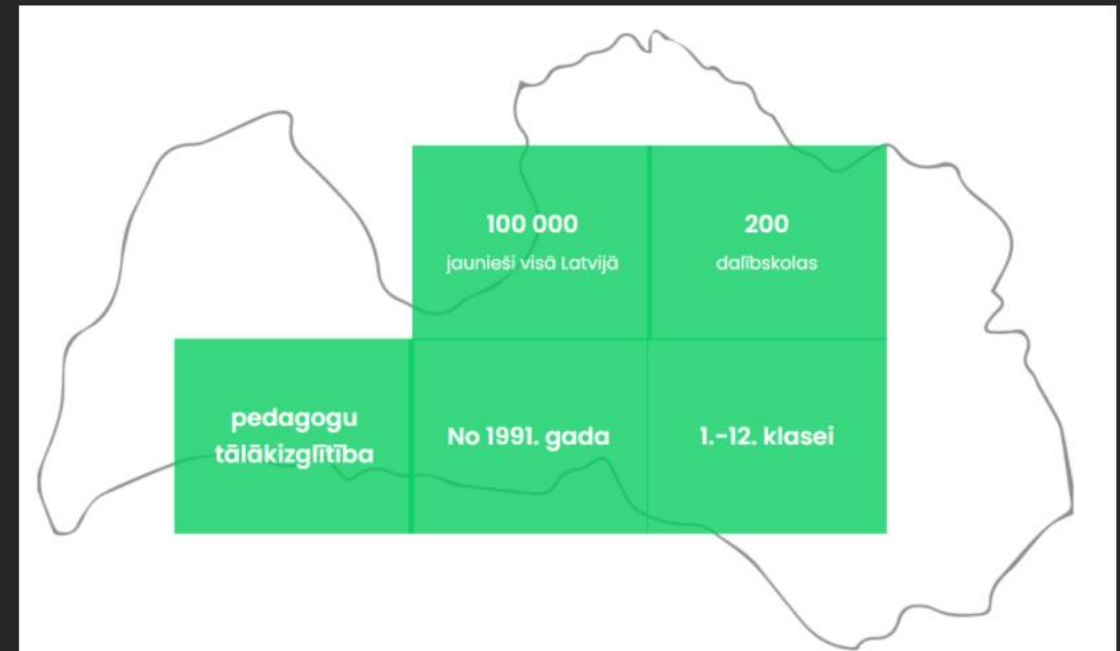 100 000
jaunieši visā Latvijā
200
dalībskolas
pedagogu
tālākizglītība
No 1991. gada
1.-12. klasei